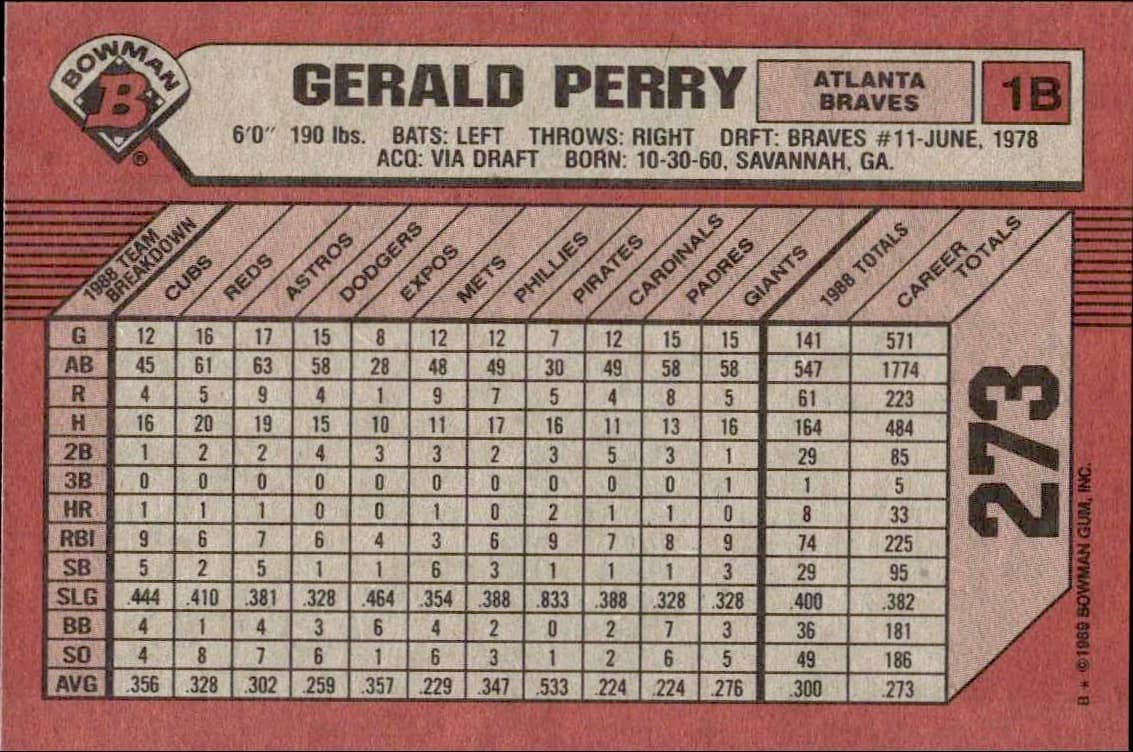 BOWMAN
B
®
GERALD PERRY
ATLANTA
BRAVES
1B
6'0" 190 lbs. BATS: LEFT THROWS: RIGHT DRFT: BRAVES #11-JUNE, 1978
ACQ: VIA DRAFT BORN: 10-30-60, SAVANNAH, GA.
1988 TEAM
BREAKDOWN
CUBS
REDS
ASTROS
DODGERS
EXPOS
METS
PHILLIES
PIRATES
CARDINALS
PADRES
GIANTS
1988 TOTALS
CAREER
TOTALS
G 12 16 17 15 8 12 12 7 12 15 15 141 571
AB 45 61 63 58 28 48 49 30 49 58 58 547 1774
R 4 5 9 4 1 9 7 5 4 8 5 61 223
H 16 20 19 15 10 11 17 16 11 13 16 164 484
2B 1 2 2 4 3 3 2 3 5 3 1 29 85
3B 0 0 0 0 0 0 0 0 0 0 1 1 5
HR 1 1 1 0 0 1 0 2 1 1 0 8 33
RBI 9 6 7 6 4 3 6 9 7 8 9 74 225
SB 5 2 5 1 1 6 3 1 1 1 3 29 95
SLG .444 .410 .381 .328 .464 .354 .388 .833 .388 .328 .328 .400 .382
BB 4 1 4 3 6 4 2 0 2 7 3 36 181
SO 4 8 7 6 1 6 3 1 2 6 5 49 186
AVG .356 .328 .302 .259 .357 .229 .347 .533 .224 .224 .276 .300 .273
273
B * ©1989 BOWMAN GUM, INC.